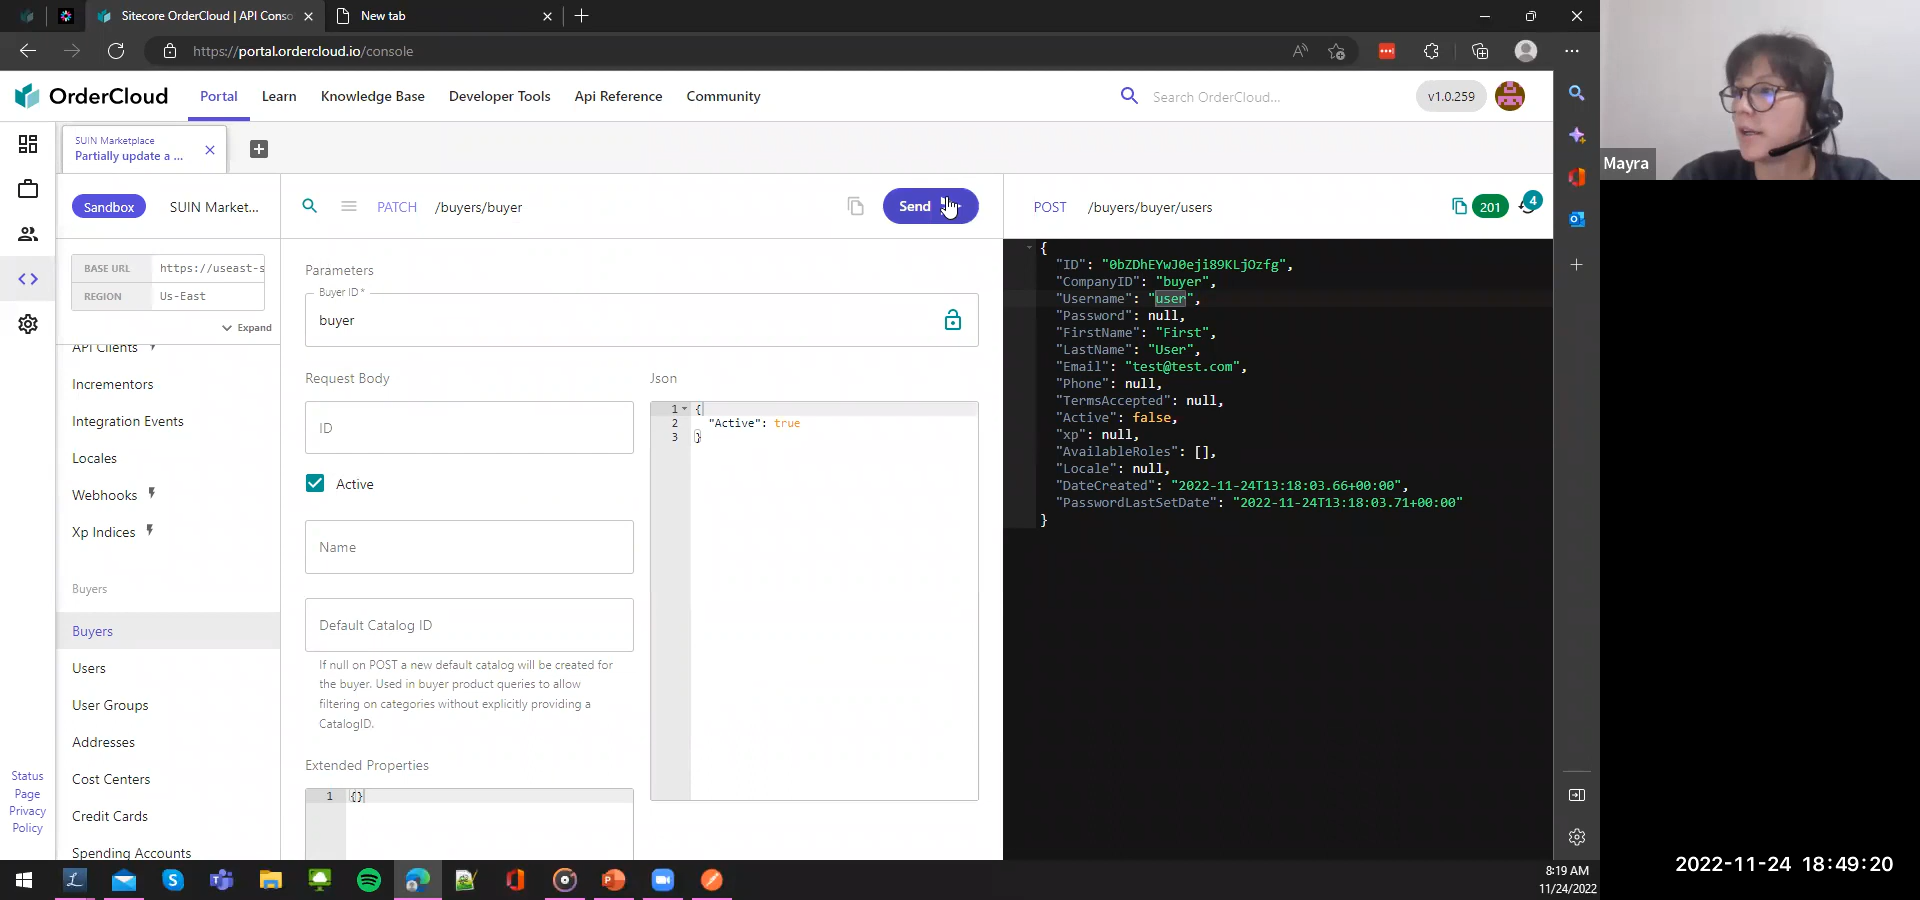 Sitecore OrderCloud | API Conso
New tab
https://portal.ordercloud.io/console
OrderCloud
Portal
Learn
Knowledge Base
Developer Tools
Api Reference
Community
Search OrderCloud...
v1.0.259
SUIN Marketplace
Partially update a ...
Sandbox
SUIN Market...
PATCH
/buyers/buyer
Send
POST
/buyers/buyer/users
201
4
BASE URL
https://useast-s
REGION
Us-East
Expand
API Clients
Incrementors
Integration Events
Locales
Webhooks
Xp Indices
Buyers
Buyers
Users
User Groups
Addresses
Cost Centers
Credit Cards
Spending Accounts
Status
Page
Privacy
Policy
Parameters
Buyer ID *
buyer
Request Body
ID
Active
Name
Default Catalog ID
If null on POST a new default catalog will be created for
the buyer. Used in buyer product queries to allow
filtering on categories without explicitly providing a
CatalogID.
Extended Properties
1 {}
Json
1 {
2 "Active": true
3 }
{
"ID": "0bZDhEYwJ0eji89KLjOzfg",
"CompanyID": "buyer",
"Username": "user",
"Password": null,
"FirstName": "First",
"LastName": "User",
"Email": "test@test.com",
"Phone": null,
"TermsAccepted": null,
"Active": false,
"xp": null,
"AvailableRoles": [],
"Locale": null,
"DateCreated": "2022-11-24T13:18:03.66+00:00",
"PasswordLastSetDate": "2022-11-24T13:18:03.71+00:00"
}
Mayra
8:19 AM
11/24/2022
2022-11-24 18:49:20